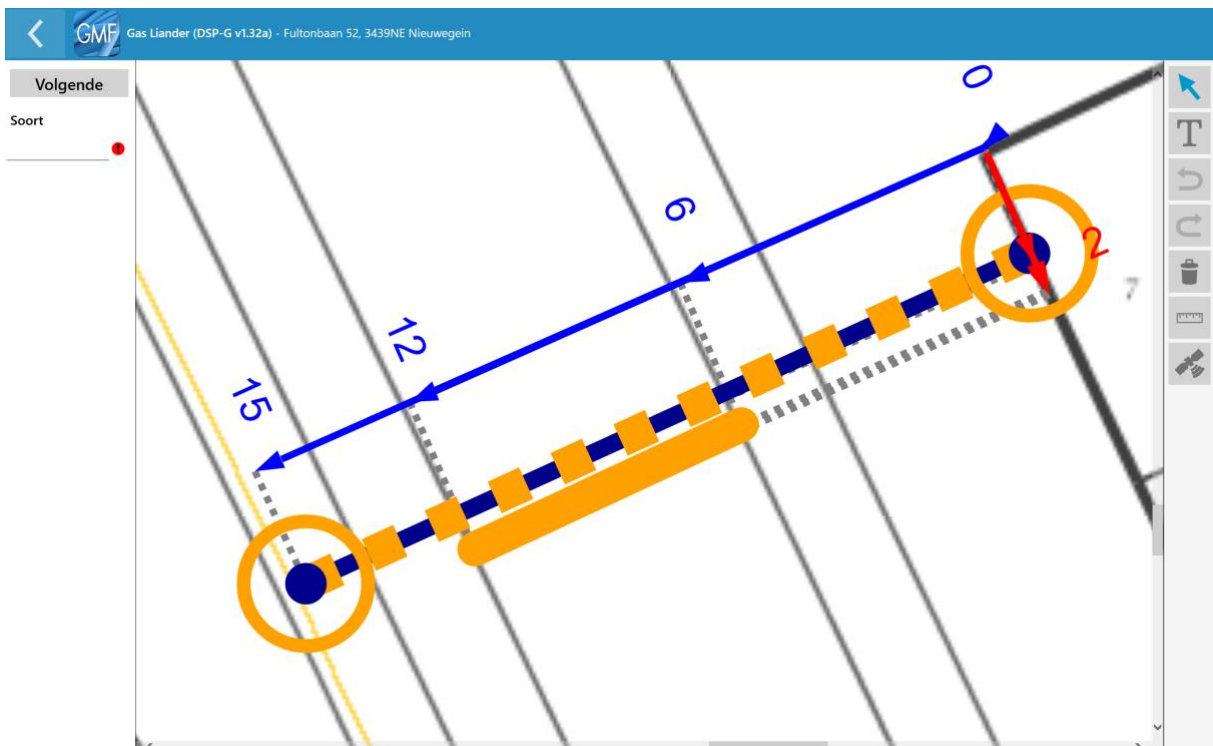 GMF Gas Liander (DSP-G v1.32a) - Fultonbaan 52, 3439NE Nieuwegein
Volgende
Soort
!
0
6
12
15
2
7
T